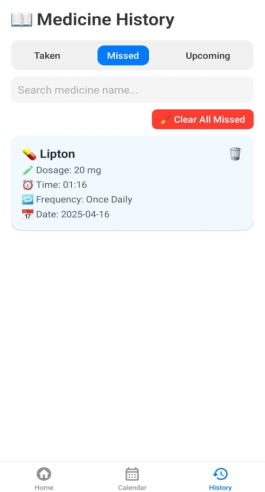 Medicine History
Taken Missed Upcoming
Search medicine name...
Clear All Missed
Lipton
Dosage: 20 mg
Time: 01:16
Frequency: Once Daily
Date: 2025-04-16
Home Calendar History